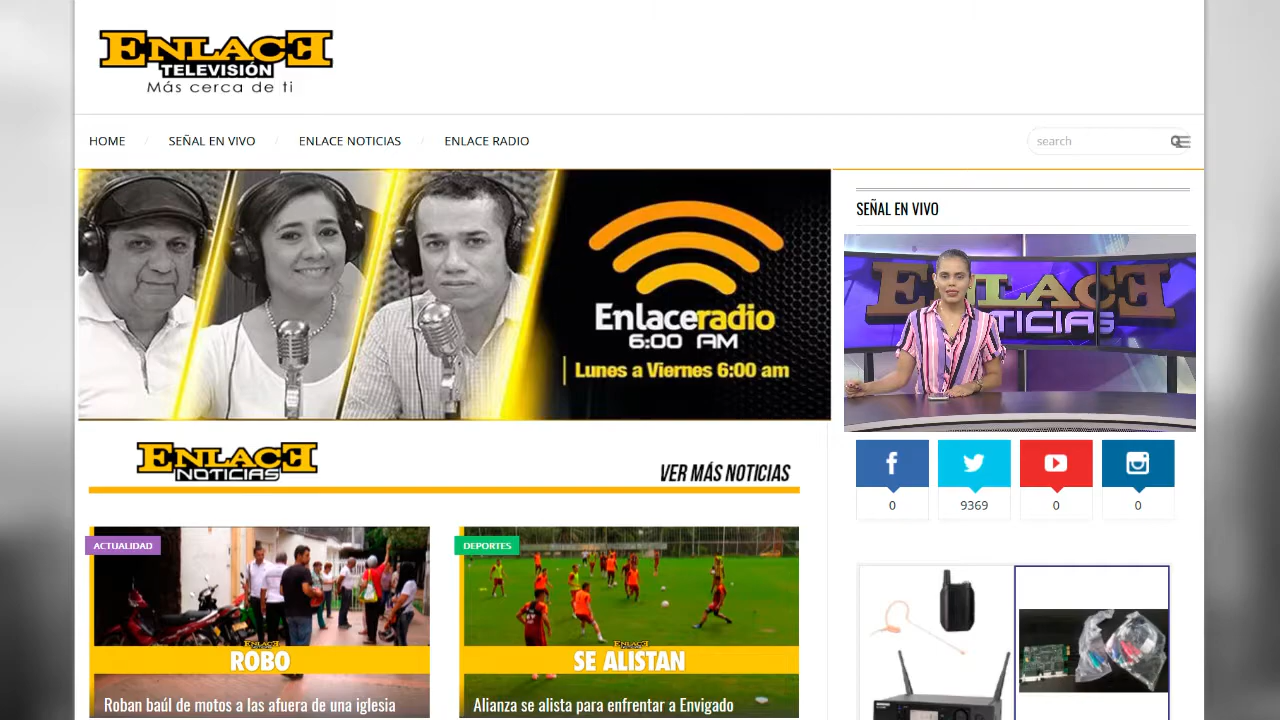 ENLACE
TELEVISIÓN
Más cerca de ti
HOME / SEÑAL EN VIVO / ENLACE NOTICIAS / ENLACE RADIO
search
SEÑAL EN VIVO
Enlaceradio
6:00 AM
Lunes a Viernes 6:00 am
ENLACE
NOTICIAS
0
9369
0
0
ENLACE
NOTICIAS
VER MÁS NOTICIAS
ACTUALIDAD
ENLACE
ROBO
Roban baúl de motos a las afuera de una iglesia
DEPORTES
ENLACE
SE ALISTAN
Alianza se alista para enfrentar a Envigado